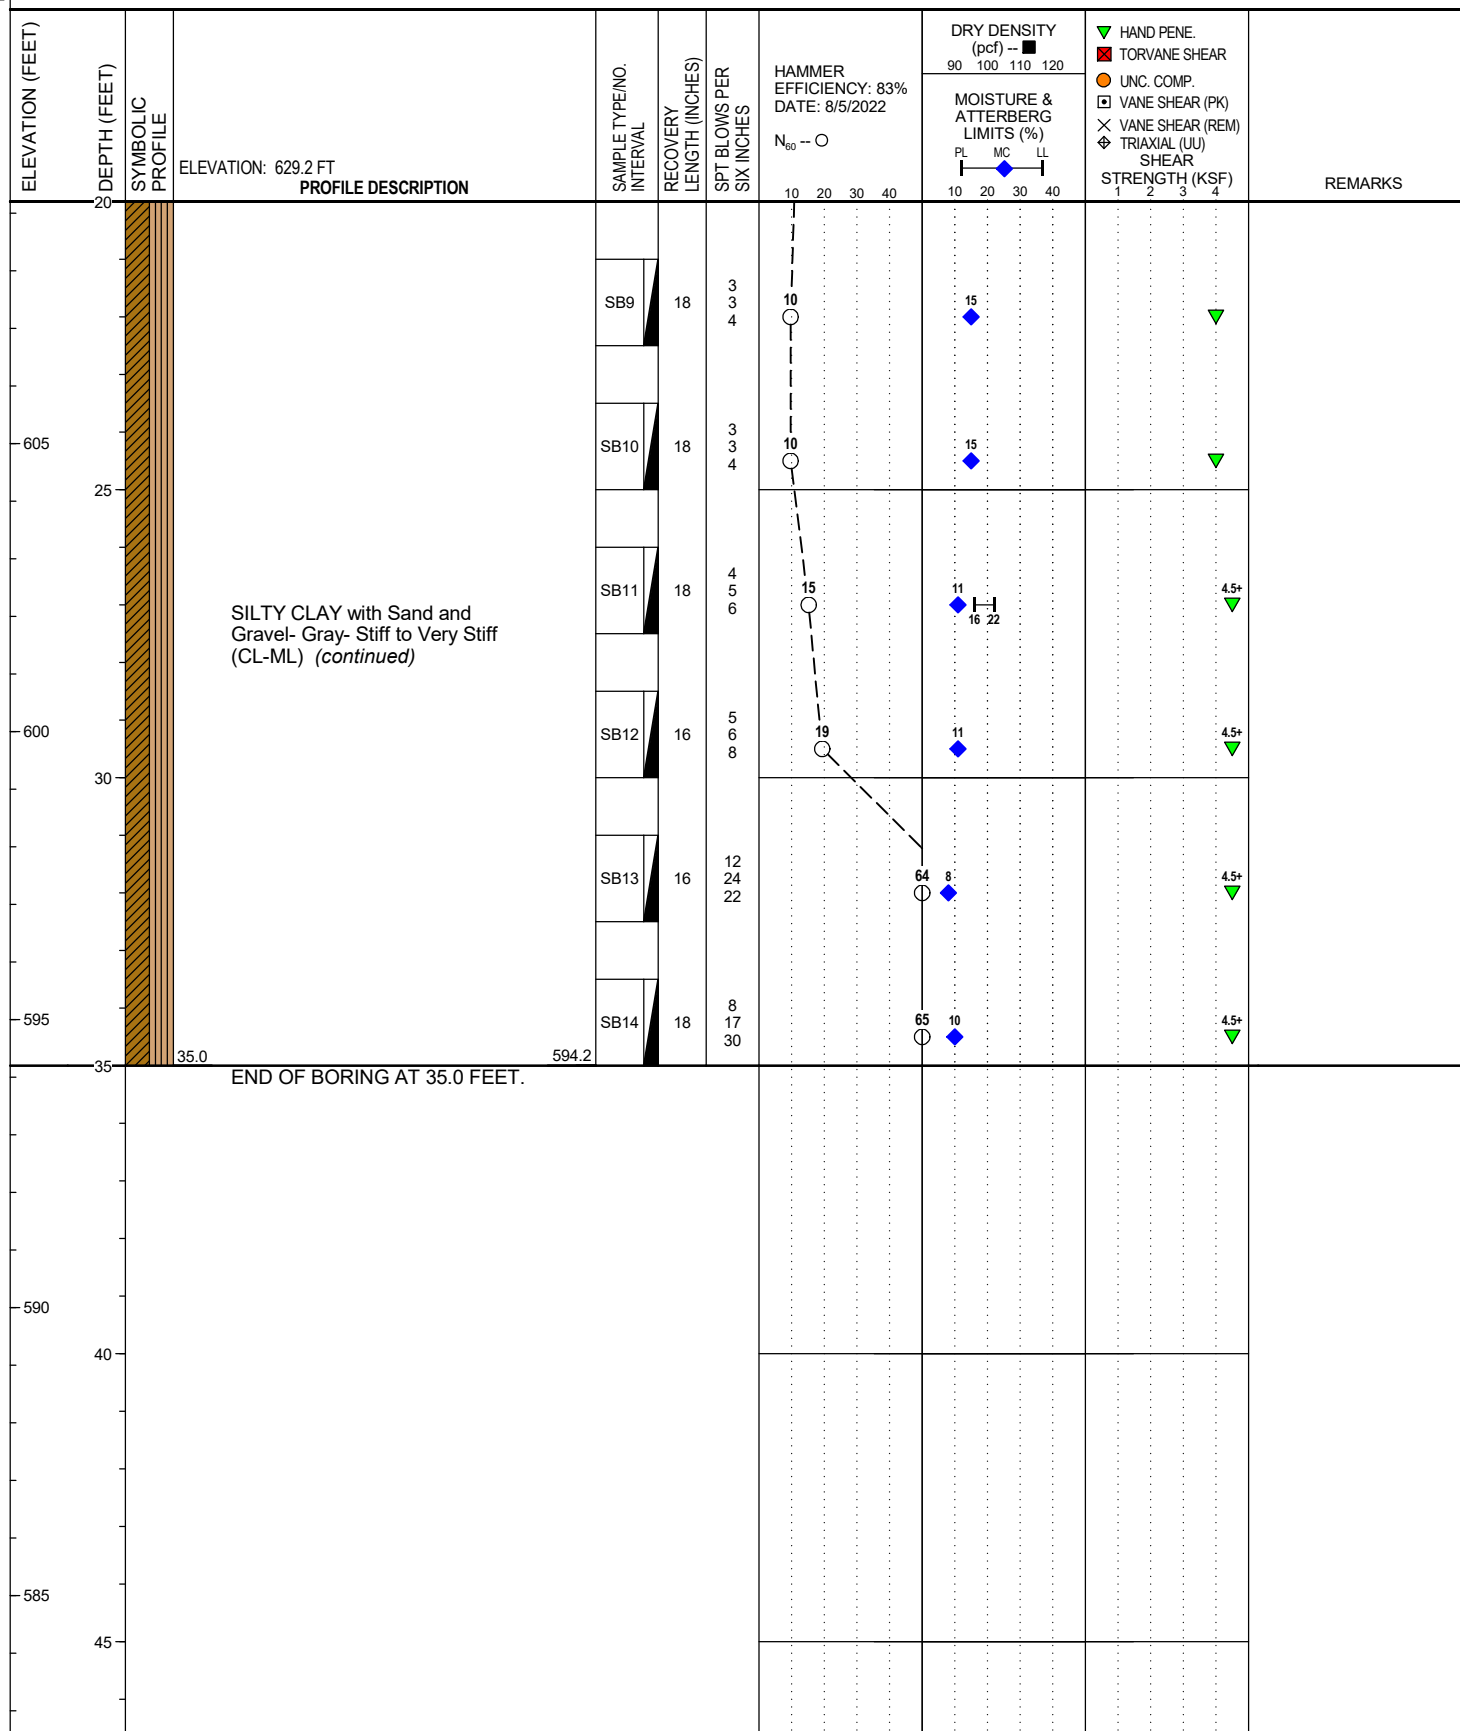 ELEVATION (FEET)
DEPTH (FEET)
SYMBOLIC
PROFILE
ELEVATION: 629.2 FT
PROFILE DESCRIPTION
SAMPLE TYPE/NO.
INTERVAL
RECOVERY
LENGTH (INCHES)
SPT BLOWS PER
SIX INCHES
HAMMER
EFFICIENCY: 83%
DATE: 8/5/2022
N60 -- O
10 20 30 40
DRY DENSITY
(pcf) -- ■
90 100 110 120
MOISTURE &
ATTERBERG
LIMITS (%)
PL MC LL
10 20 30 40
HAND PENE.
TORVANE SHEAR
UNC. COMP.
VANE SHEAR (PK)
VANE SHEAR (REM)
TRIAXIAL (UU)
SHEAR
STRENGTH (KSF)
1 2 3 4
REMARKS
20
SB9 18
3
3
4
10 15
605
SB10 18
3
3
4
10 15
25
SB11 18
4
5
6
15 11 16 22 4.5+
SILTY CLAY with Sand and
Gravel- Gray- Stiff to Very Stiff
(CL-ML) (continued)
600
SB12 16
5
6
8
19 11 4.5+
30
SB13 16
12
24
22
64 8 4.5+
595
SB14 18
8
17
30
65 10 4.5+
35.0 594.2
35
END OF BORING AT 35.0 FEET.
590
40
585
45